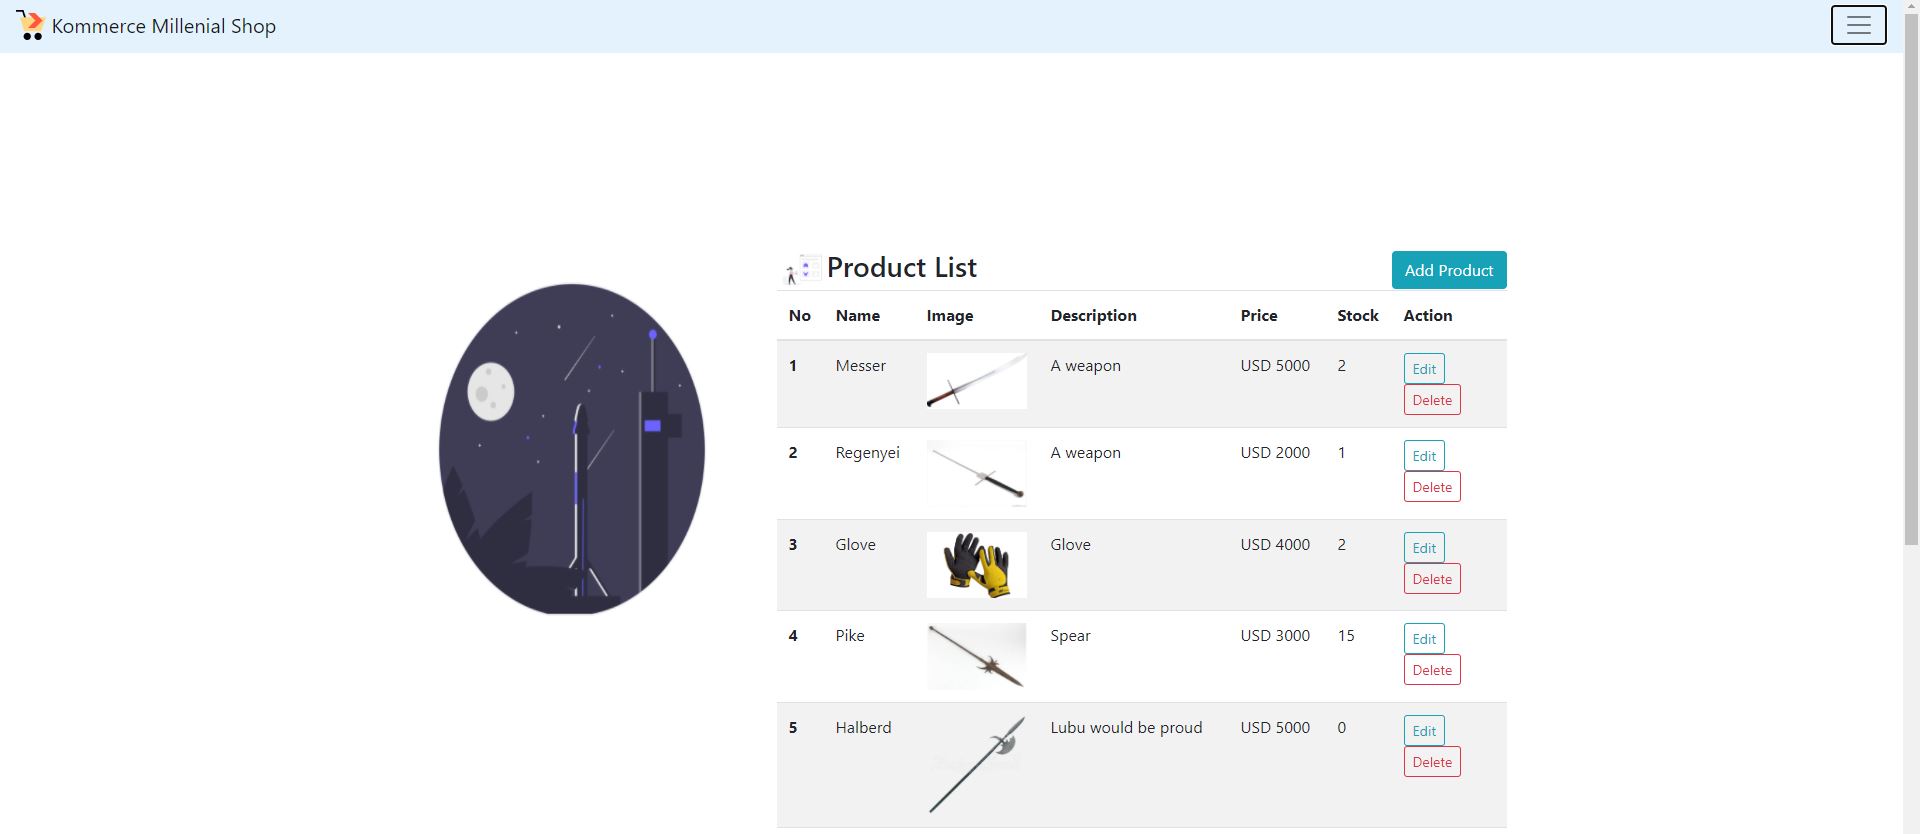 Kommerce Millenial Shop
Product List
Add Product
No Name Image Description Price Stock Action
1 Messer A weapon USD 5000 2 Edit
Delete
2 Regenyei A weapon USD 2000 1 Edit
Delete
3 Glove Glove USD 4000 2 Edit
Delete
4 Pike Spear USD 3000 15 Edit
Delete
5 Halberd Lubu would be proud USD 5000 0 Edit
Delete